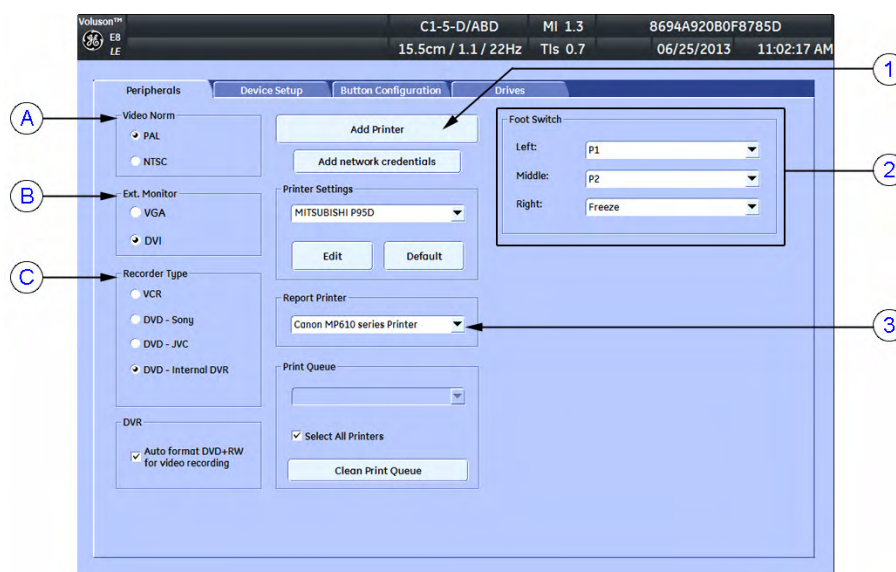 Voluson™
E8
LE
C1-5-D/ABD MI 1.3 8694A920B0F8785D
15.5cm / 1.1 / 22Hz TIs 0.7 06/25/2013 11:02:17 AM
Peripherals Device Setup Button Configuration Drives
1
A
Video Norm
PAL
NTSC
B
Ext. Monitor
VGA
DVI
C
Recorder Type
VCR
DVD - Sony
DVD - JVC
DVD - Internal DVR
DVR
Auto format DVD+RW
for video recording
Add Printer
Add network credentials
Printer Settings
MITSUBISHI P95D
Edit Default
Report Printer
Canon MP610 series Printer
3
Print Queue
Select All Printers
Clean Print Queue
Foot Switch
Left: P1
2
Middle: P2
Right: Freeze